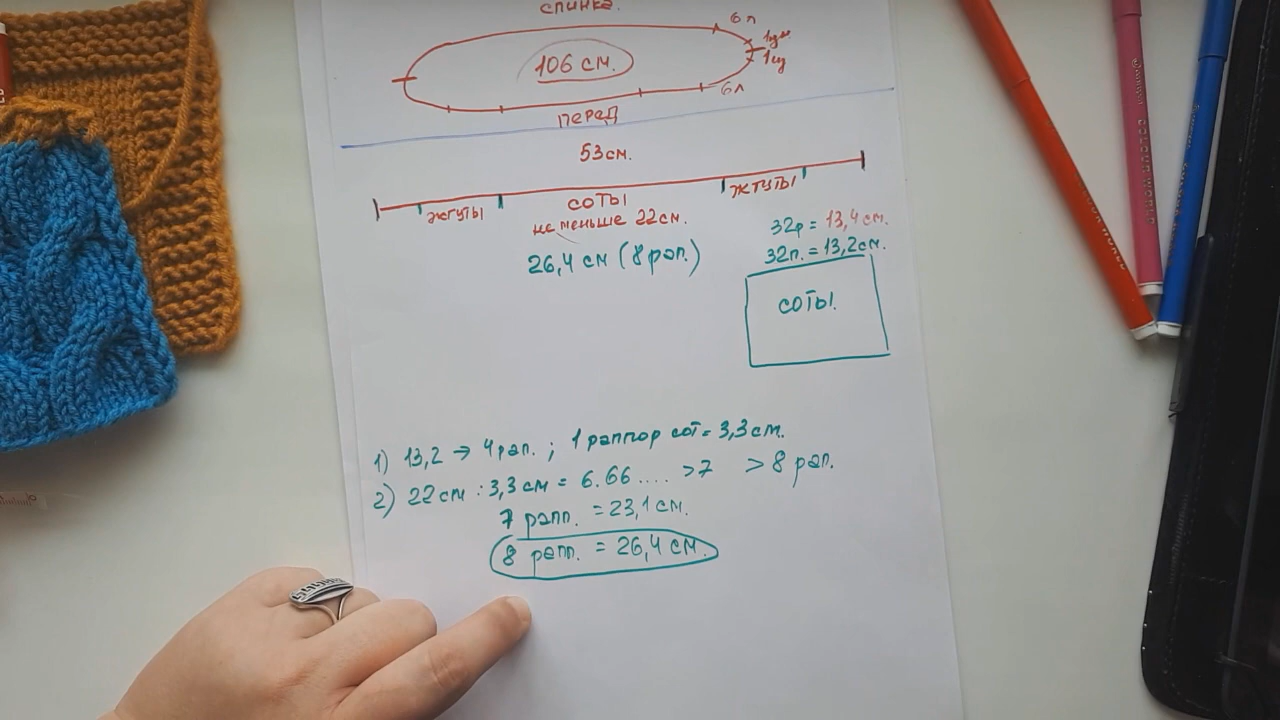 спинка.
6 п
106 см.
1 из
6 п
перед
53 см.
жгуты
соты
жгуты
не меньше 22 см.
26,4 см (8 рап.)
32р = 13,4 см.
32п. = 13,2 см.
соты.
1) 13,2 → 4 рап. ; 1 раппор сот = 3,3 см.
2) 22 см : 3,3 см = 6.66.... >7 >8 рап.
7 рапп. = 23,1 см.
8 рапп. = 26,4 см.